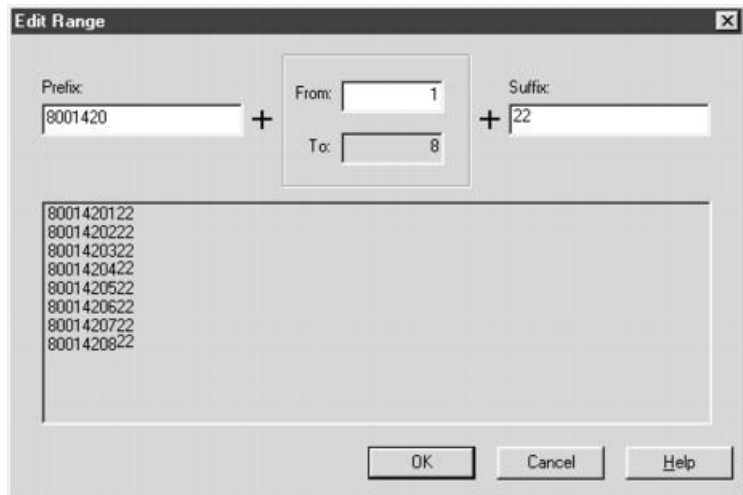 Edit Range
Prefix:
8001420
+
From: 1
To: 8
+
Suffix:
22
8001420122
8001420222
8001420322
8001420422
8001420522
8001420622
8001420722
8001420822
OK Cancel Help